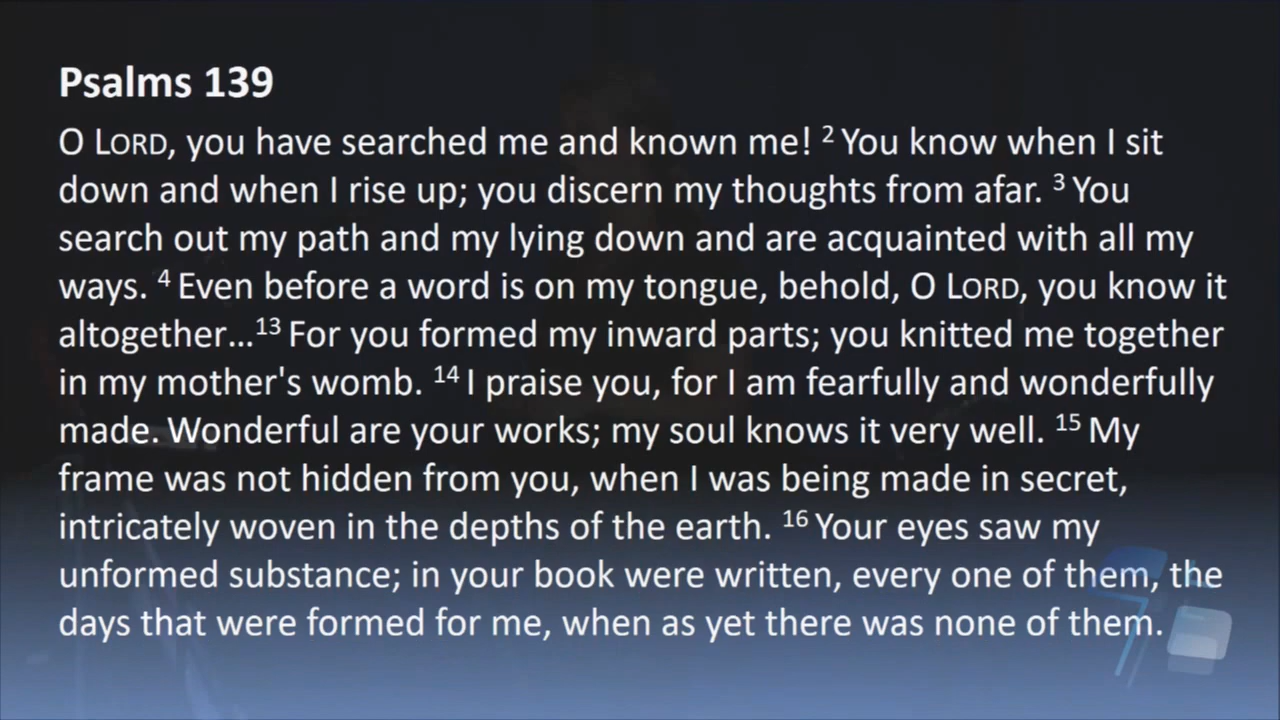 Psalms 139
O LORD, you have searched me and known me! ² You know when I sit
down and when I rise up; you discern my thoughts from afar. ³ You
search out my path and my lying down and are acquainted with all my
ways. ⁴ Even before a word is on my tongue, behold, O LORD, you know it
altogether...¹³ For you formed my inward parts; you knitted me together
in my mother's womb. ¹⁴ I praise you, for I am fearfully and wonderfully
made. Wonderful are your works; my soul knows it very well. ¹⁵ My
frame was not hidden from you, when I was being made in secret,
intricately woven in the depths of the earth. ¹⁶ Your eyes saw my
unformed substance; in your book were written, every one of them, the
days that were formed for me, when as yet there was none of them.